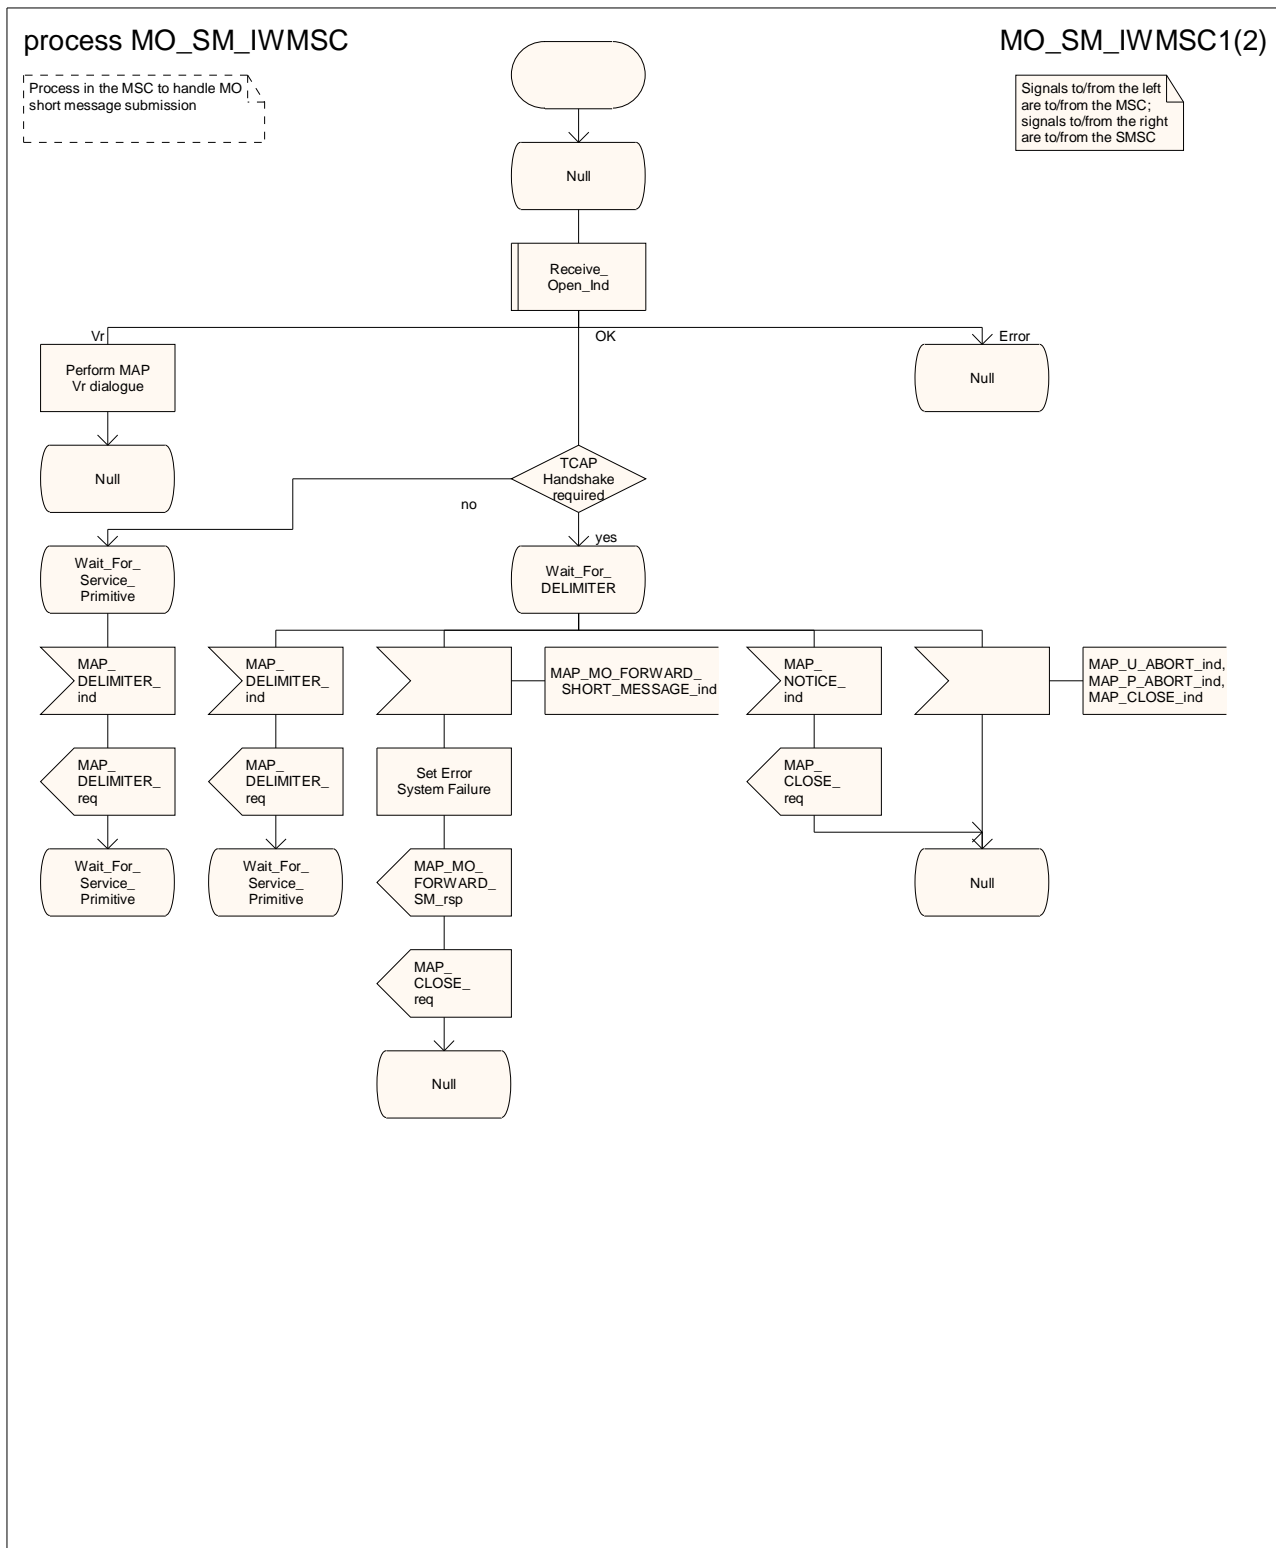 process MO_SM_IWMSC
MO_SM_IWMSC1(2)
Process in the MSC to handle MO
short message submission
Signals to/from the left
are to/from the MSC;
signals to/from the right
are to/from the SMSC
Null
Receive_
Open_Ind
Vr
OK
Error
Perform MAP
Vr dialogue
Null
Null
TCAP
Handshake
required
no
yes
Wait_For_
Service_
Primitive
Wait_For_
DELIMITER
MAP_
DELIMITER_
ind
MAP_
DELIMITER_
ind
MAP_MO_FORWARD_
SHORT_MESSAGE_ind
MAP_
NOTICE_
ind
MAP_U_ABORT_ind,
MAP_P_ABORT_ind,
MAP_CLOSE_ind
MAP_
DELIMITER_
req
MAP_
DELIMITER_
req
Set Error
System Failure
MAP_
CLOSE_
req
Wait_For_
Service_
Primitive
Wait_For_
Service_
Primitive
MAP_MO_
FORWARD_
SM_rsp
Null
MAP_
CLOSE_
req
Null